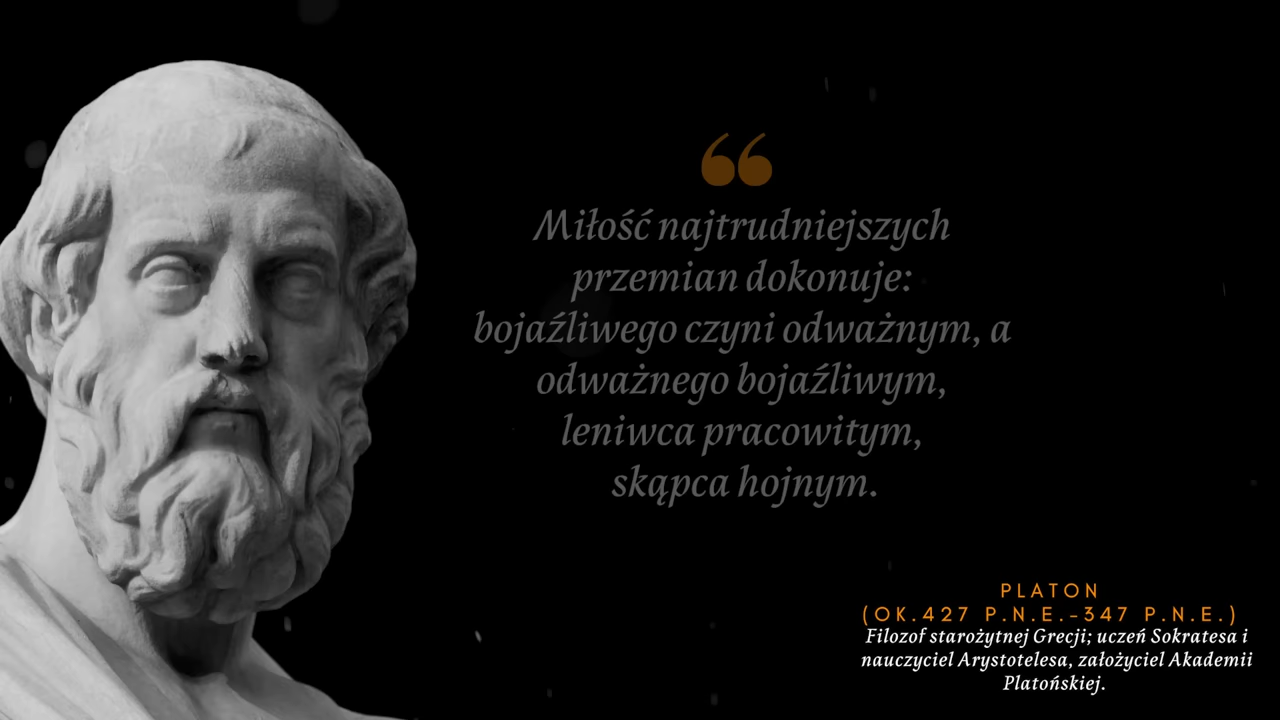 Miłość najtrudniejszych
przemian dokonuje:
bojaźliwego czyni odważnym, a
odważnego bojaźliwym,
leniwca pracowitym,
skąpca hojnym.
PLATON
(OK.427 P.N.E.-347 P.N.E.)
Filozof starożytnej Grecji; uczeń Sokratesa i
nauczyciel Arystotelesa, założyciel Akademii
Platońskiej.